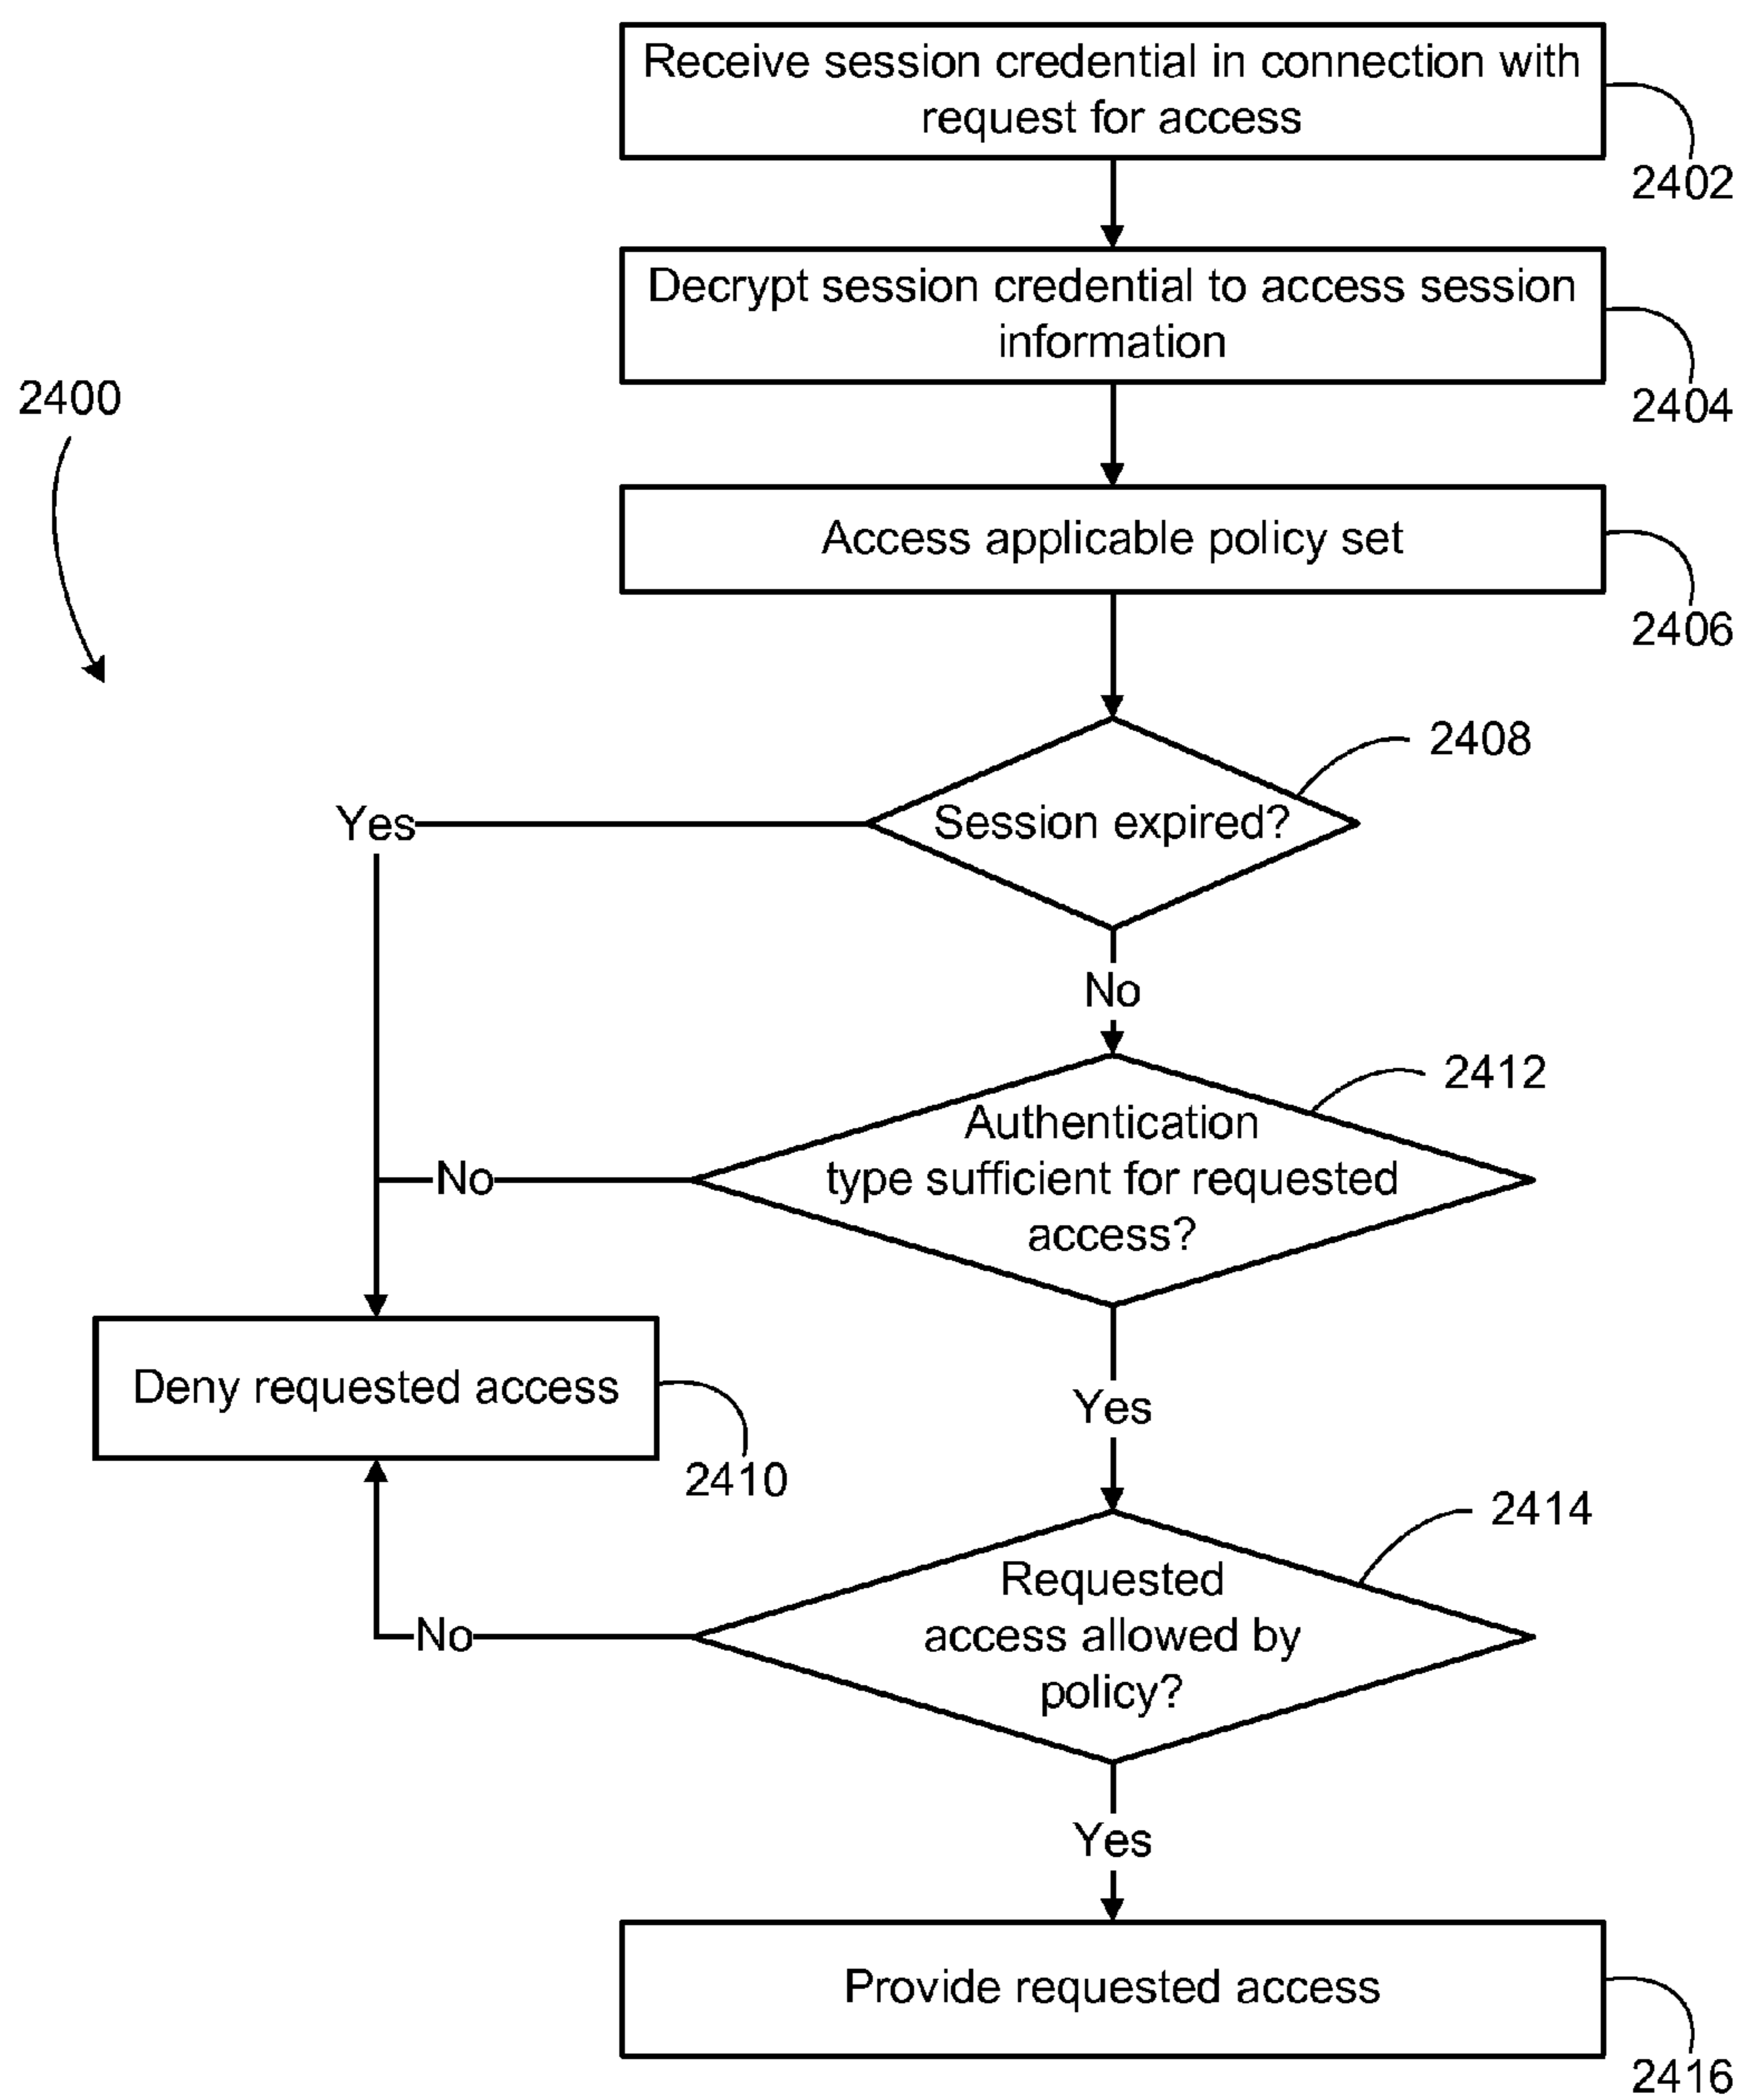 Receive session credential in connection with
request for access
2402
Decrypt session credential to access session
information
2404
2400
Access applicable policy set
2406
2408
Session expired?
Yes
No
2412
Authentication
type sufficient for requested
access?
No
Deny requested access
2410
Yes
2414
Requested
access allowed by
policy?
No
Yes
Provide requested access
2416